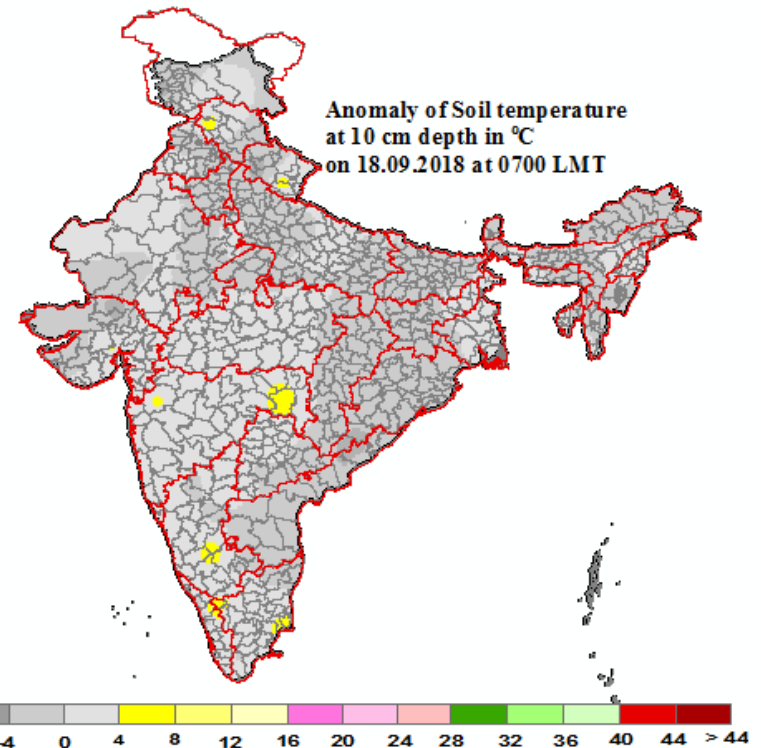 Anomaly of Soil temperature
at 10 cm depth in °C
on 18.09.2018 at 0700 LMT
-4 0 4 8 12 16 20 24 28 32 36 40 44 > 44